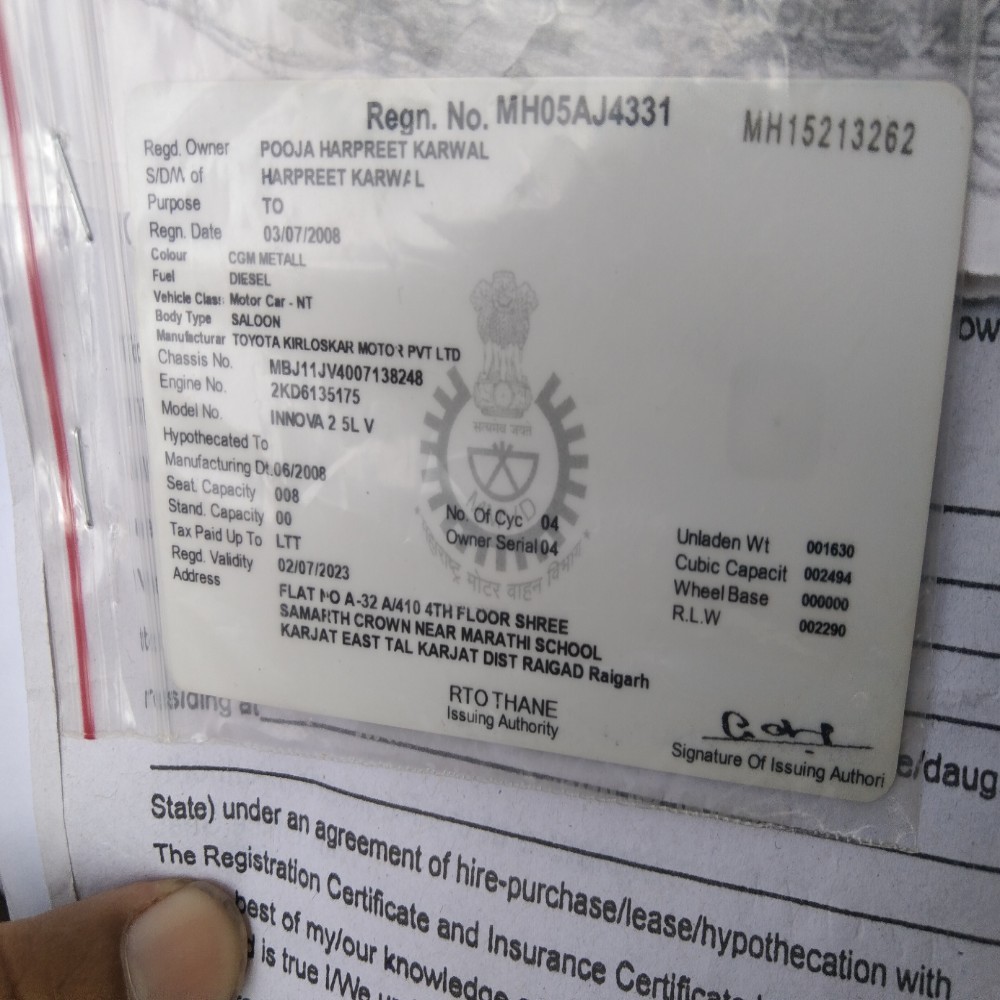 Regn. No. MH05AJ4331
MH15213262
Regd. Owner POOJA HARPREET KARWAL
S/D/W of HARPREET KARWAL
Purpose TO
Regn. Date 03/07/2008
Colour CGM METALL
Fuel DIESEL
Vehicle Class: Motor Car - NT
Body Type SALOON
Manufacturar TOYOTA KIRLOSKAR MOTOR PVT LTD
Chassis No. MBJ11JV4007138248
Engine No. 2KD6135175
Model No. INNOVA 2 5L V
Hypothecated To
Manufacturing Dt.06/2008
Seat. Capacity 008
Stand. Capacity 00
Tax Paid Up To LTT
Regd. Validity 02/07/2023
सत्यमेव जयते
No. Of Cyc 04
Owner Serial 04
मोटर वाहन विभाग
Unladen Wt 001630
Cubic Capacit 002494
Wheel Base 000000
R.L.W 002290
Address FLAT NO A-32 A/410 4TH FLOOR SHREE
SAMARTH CROWN NEAR MARATHI SCHOOL
KARJAT EAST TAL KARJAT DIST RAIGAD Raigarh
RTO THANE
Issuing Authority
Signature Of Issuing Authori
ow
residing at
e/daug
State) under an agreement of hire-purchase/lease/hypothecation with
The Registration Certificate and Insurance Certificate
best of my/our knowledge
is true I/We